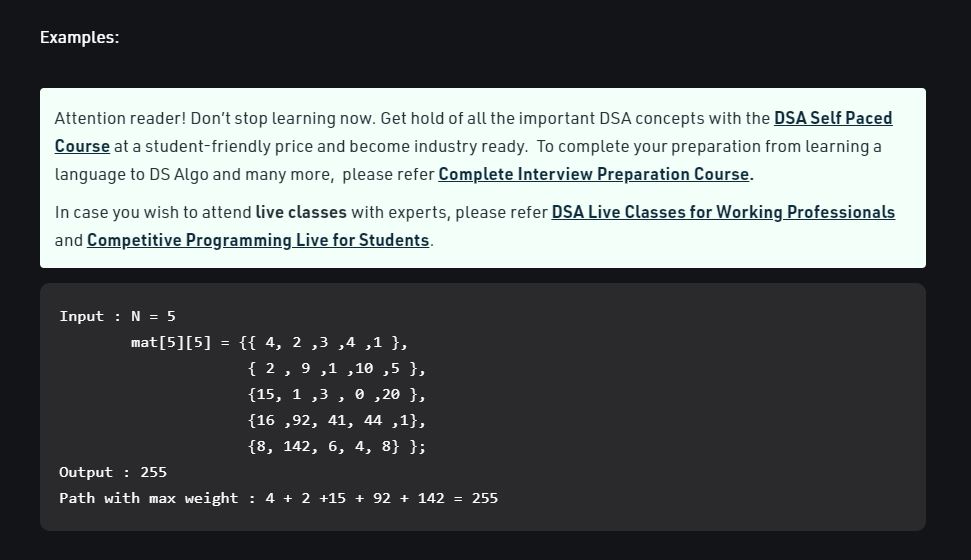 Examples:
Attention reader! Don’t stop learning now. Get hold of all the important DSA concepts with the DSA Self Paced
Course at a student-friendly price and become industry ready.  To complete your preparation from learning a
language to DS Algo and many more,  please refer Complete Interview Preparation Course.
In case you wish to attend live classes with experts, please refer DSA Live Classes for Working Professionals
and Competitive Programming Live for Students.
Input : N = 5
        mat[5][5] = {{ 4, 2 ,3 ,4 ,1 },
                     { 2 , 9 ,1 ,10 ,5 },
                     {15, 1 ,3 , 0 ,20 },
                     {16 ,92, 41, 44 ,1},
                     {8, 142, 6, 4, 8} };
Output : 255
Path with max weight : 4 + 2 +15 + 92 + 142 = 255